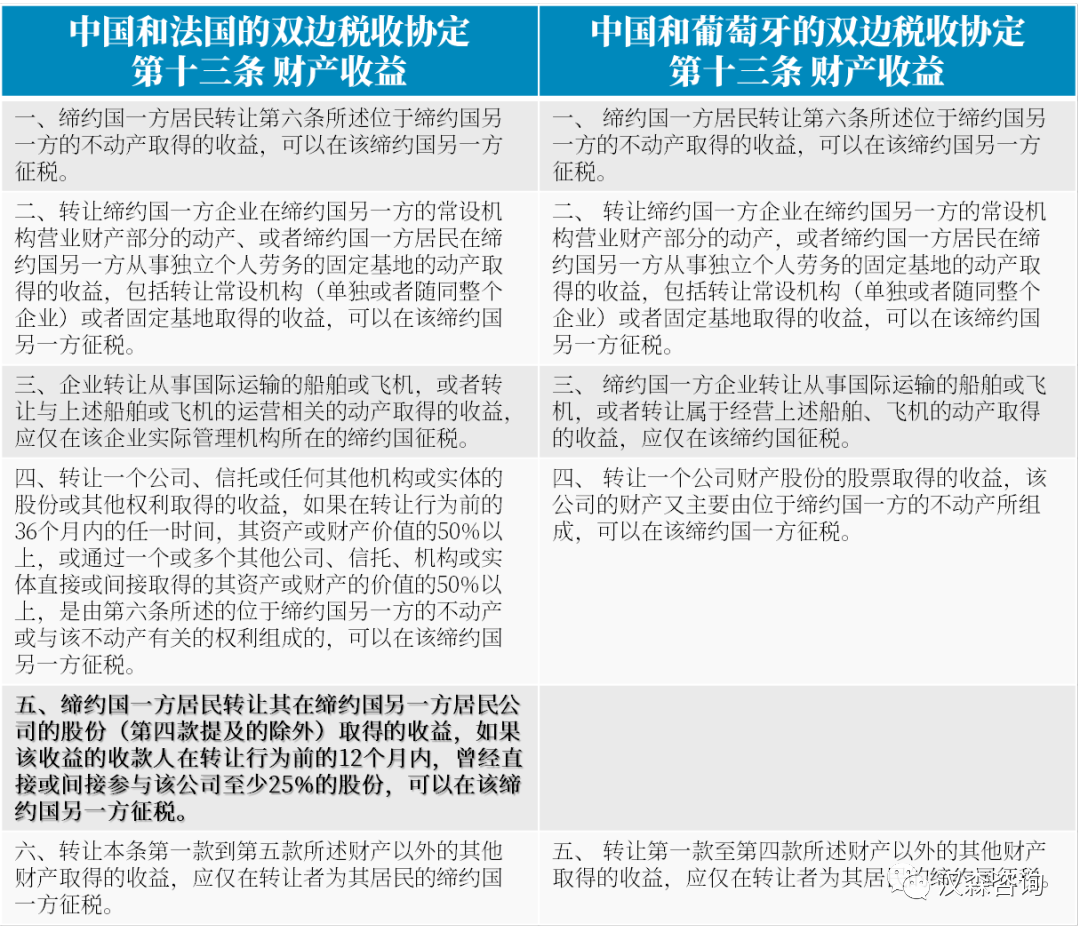 中国和法国的双边税收协定
第十三条 财产收益
中国和葡萄牙的双边税收协定
第十三条 财产收益
一、缔约国一方居民转让第六条所述位于缔约国另
一方的不动产取得的收益，可以在该缔约国另一方
征税。
一、 缔约国一方居民转让第六条所述位于缔约国另
一方的不动产取得的收益，可以在该缔约国另一方
征税。
二、转让缔约国一方企业在缔约国另一方的常设机
构营业财产部分的动产、或者缔约国一方居民在缔
约国另一方从事独立个人劳务的固定基地的动产取
得的收益，包括转让常设机构（单独或者随同整个
企业）或者固定基地取得的收益，可以在该缔约国
另一方征税。
二、 转让缔约国一方企业在缔约国另一方的常设机
构营业财产部分的动产，或者缔约国一方居民在缔
约国另一方从事独立个人劳务的固定基地的动产取
得的收益，包括转让常设机构（单独或者随同整个
企业）或者固定基地取得的收益，可以在该缔约国
另一方征税。
三、企业转让从事国际运输的船舶或飞机，或者转
让与上述船舶或飞机的运营相关的动产取得的收益，
应仅在该企业实际管理机构所在的缔约国征税。
三、 缔约国一方企业转让从事国际运输的船舶或飞
机，或者转让属于经营上述船舶、飞机的动产取得
的收益，应仅在该缔约国征税。
四、转让一个公司、信托或任何其他机构或实体的
股份或其他权利取得的收益，如果在转让行为前的
36个月内的任一时间，其资产或财产价值的50%以
上，或通过一个或多个其他公司、信托、机构或实
体直接或间接取得的其资产或财产的价值的50%以
上，是由第六条所述的位于缔约国另一方的不动产
或与该不动产有关的权利组成的，可以在该缔约国
另一方征税。
四、 转让一个公司财产股份的股票取得的收益，该
公司的财产又主要由位于缔约国一方的不动产所组
成，可以在该缔约国一方征税。
五、缔约国一方居民转让其在缔约国另一方居民公
司的股份（第四款提及的除外）取得的收益，如果
该收益的收款人在转让行为前的12个月内，曾经直
接或间接参与该公司至少25%的股份，可以在该缔
约国另一方征税。
六、转让本条第一款到第五款所述财产以外的其他
财产取得的收益，应仅在转让者为其居民的缔约国
一方征税。
五、 转让第一款至第四款所述财产以外的其他财产
取得的收益，应仅在转让者为其居民的缔约国征税。
汉森咨询